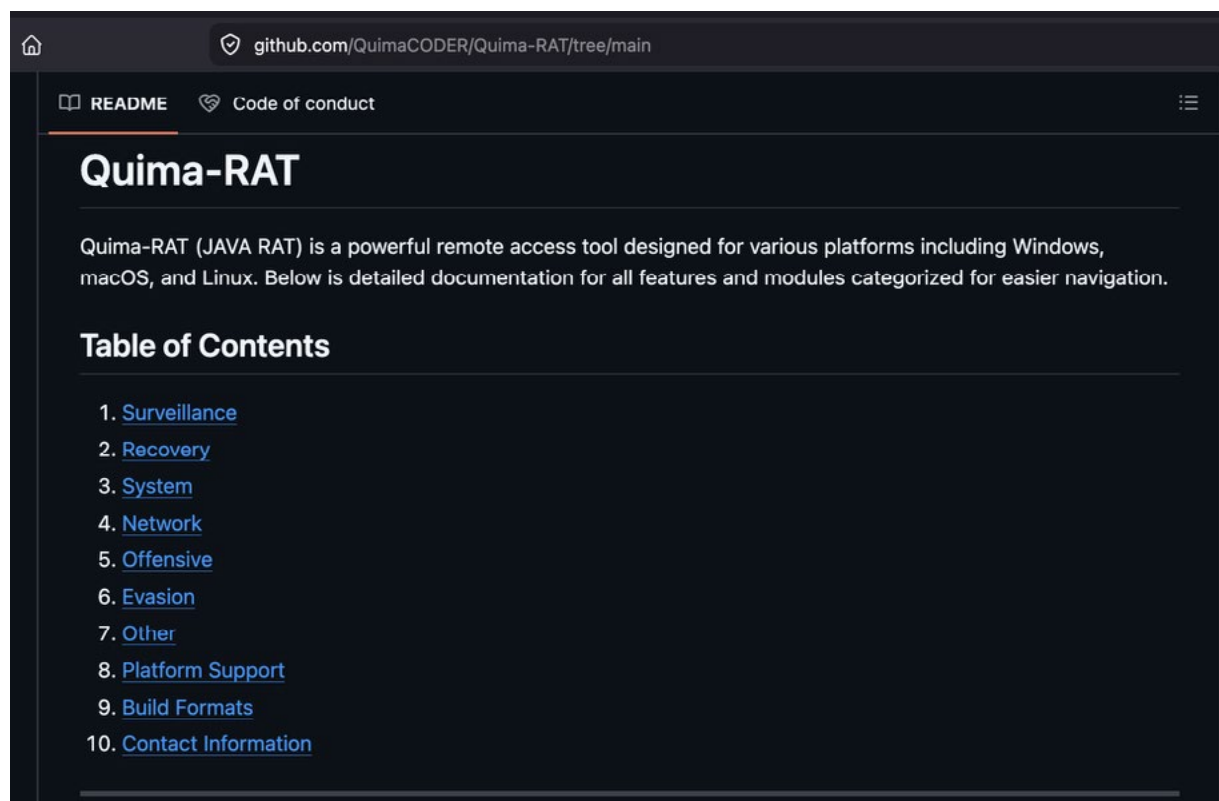 github.com/QuimaCODER/Quima-RAT/tree/main
README Code of conduct
Quima-RAT
Quima-RAT (JAVA RAT) is a powerful remote access tool designed for various platforms including Windows,
macOS, and Linux. Below is detailed documentation for all features and modules categorized for easier navigation.
Table of Contents
1. Surveillance
2. Recovery
3. System
4. Network
5. Offensive
6. Evasion
7. Other
8. Platform Support
9. Build Formats
10. Contact Information